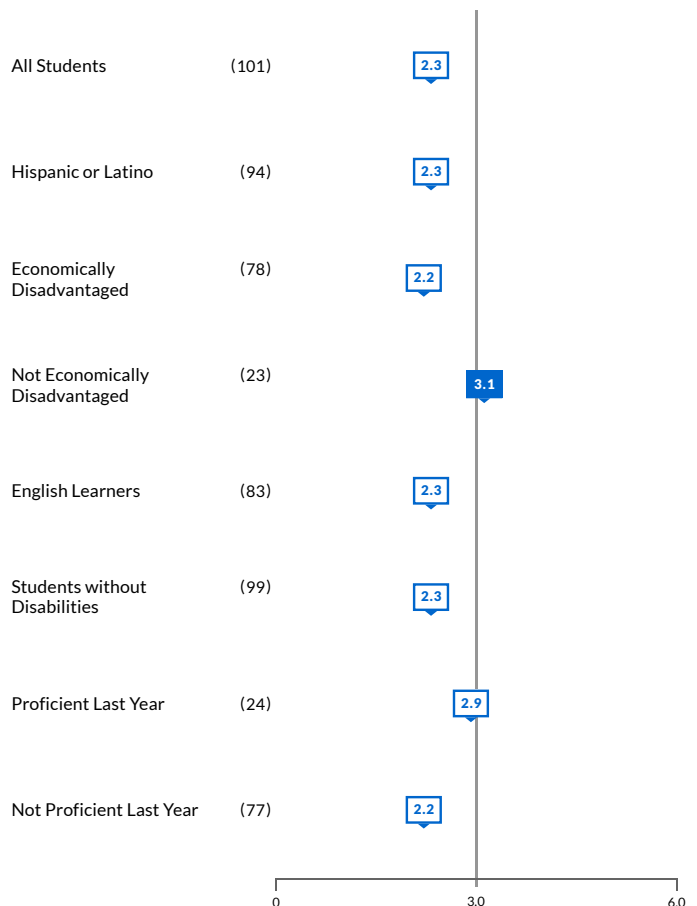 All Students (101) 2.3
Hispanic or Latino (94) 2.3
Economically (78)
Disadvantaged 2.2
Not Economically (23)
Disadvantaged 3.1
English Learners (83) 2.3
Students without (99)
Disabilities 2.3
Proficient Last Year (24) 2.9
Not Proficient Last Year (77) 2.2
0 3.0 6.0